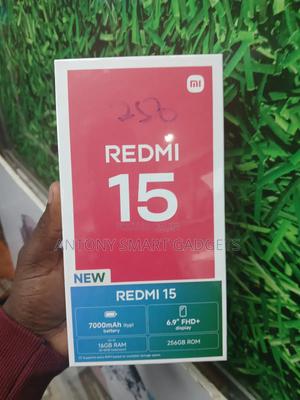 mi
256
REDMI
15
ANTONY SMART GADGETS
NEW
REDMI 15
7000mAh (typ)
battery
6.9" FHD+
display
16GB RAM
256GB ROM